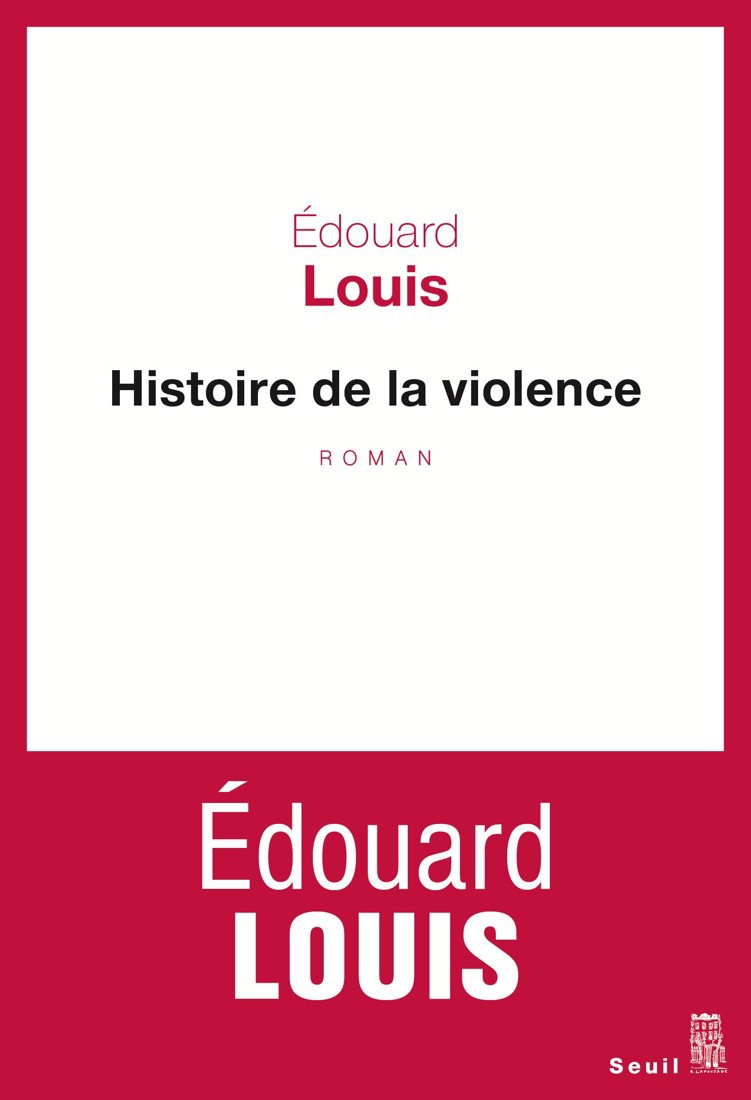 Édouard
Louis
Histoire de la violence
ROMAN
Édouard
LOUIS
Seuil